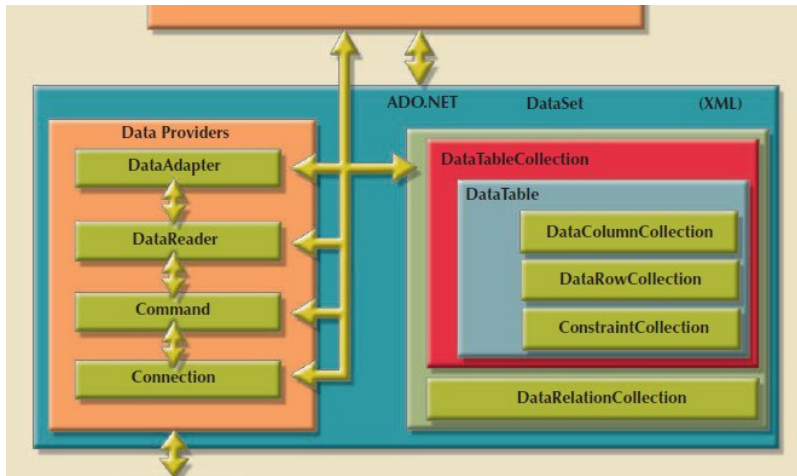 ADO.NET DataSet (XML)
Data Providers
DataAdapter
DataReader
Command
Connection
DataTableCollection
DataTable
DataColumnCollection
DataRowCollection
ConstraintCollection
DataRelationCollection